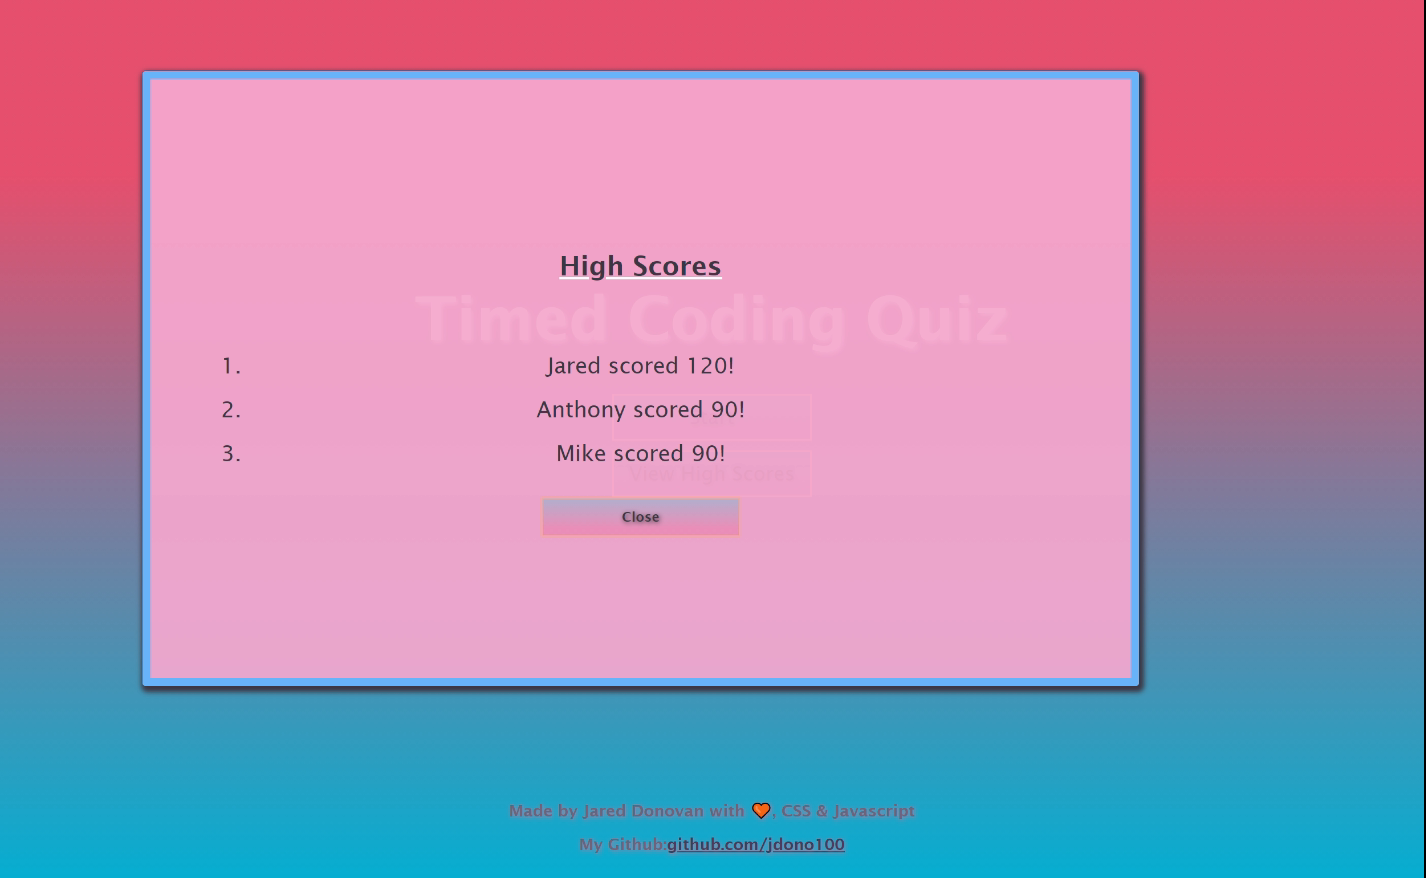 High Scores
Timed Coding Quiz
1. Jared scored 120!
2. Anthony scored 90!
3. Mike scored 90!
View High Scores
Close
Made by Jared Donovan with 🧡, CSS & Javascript
My Github:github.com/jdono100